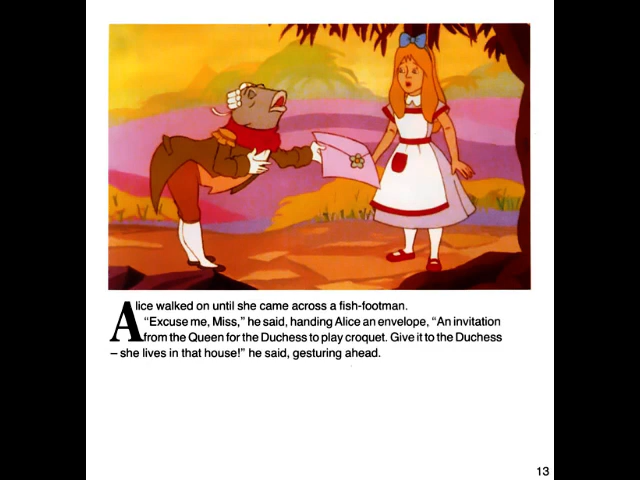 Alice walked on until she came across a fish-footman.
“Excuse me, Miss,” he said, handing Alice an envelope, “An invitation
from the Queen for the Duchess to play croquet. Give it to the Duchess
– she lives in that house!” he said, gesturing ahead.
13